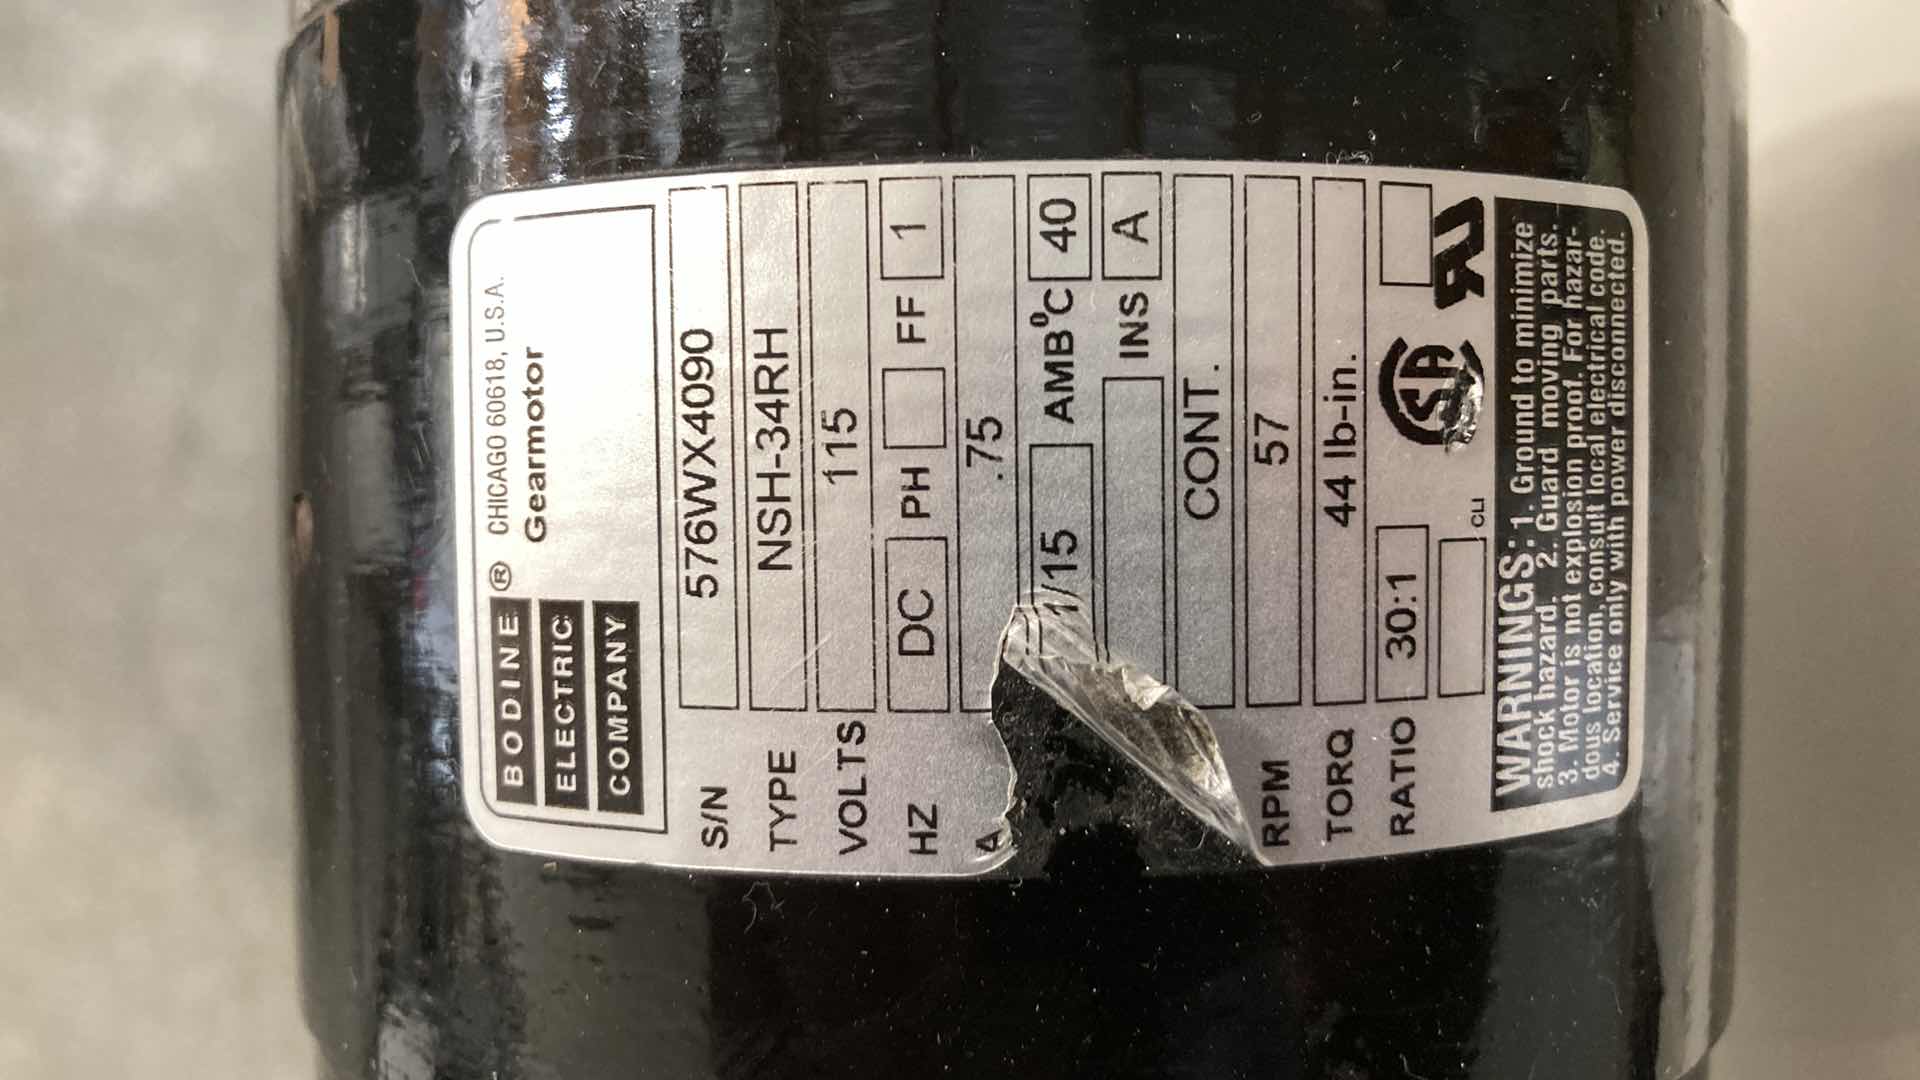 BODINE ® CHICAGO 60618, U.S.A.
ELECTRIC Gearmotor
COMPANY
S/N 576WX4090
TYPE NSH-34RH
VOLTS 115
HZ DC PH FF 1
A .75
1/15 AMB°C 40
INS A
CONT.
RPM 57
TORQ 44 lb-in.
RATIO 30:1
CLI
WARNINGS: 1. Ground to minimize
shock hazard. 2. Guard moving parts.
3. Motor is not explosion proof. For hazar-
dous location, consult local electrical code.
4. Service only with power disconnected.